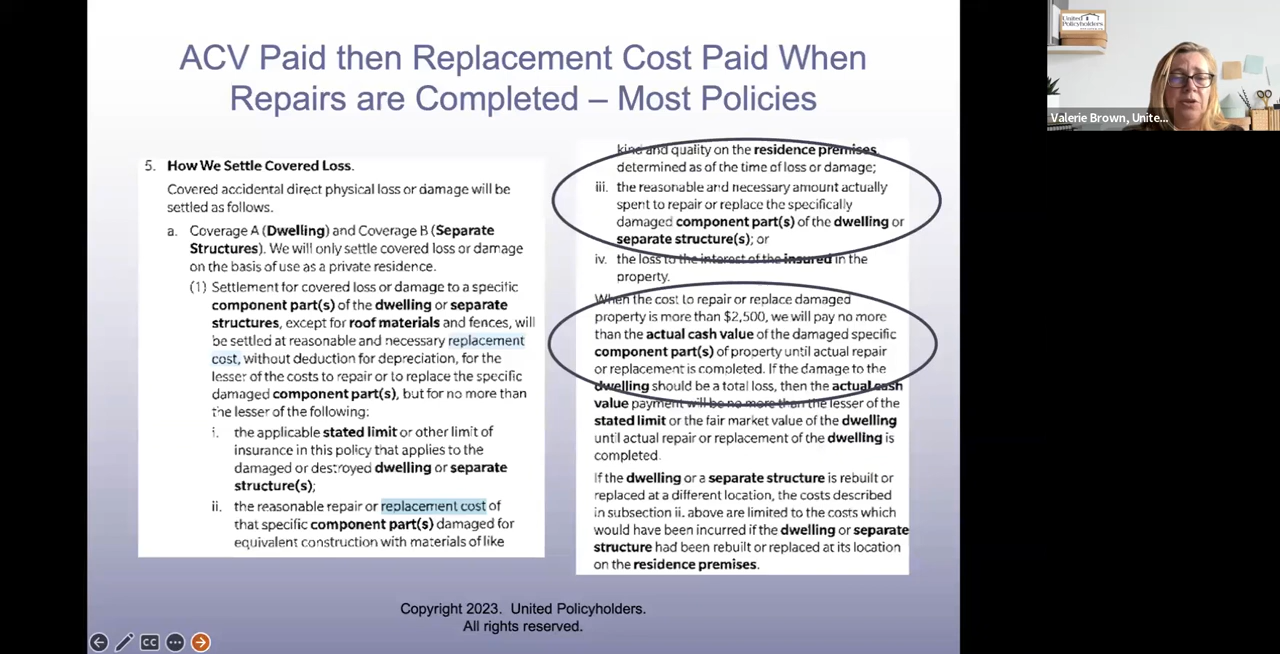 ACV Paid then Replacement Cost Paid When
Repairs are Completed – Most Policies
5. How We Settle Covered Loss.
Covered accidental direct physical loss or damage will be
settled as follows.
a. Coverage A (Dwelling) and Coverage B (Separate
Structures). We will only settle covered loss or damage
on the basis of use as a private residence.
(1) Settlement for covered loss or damage to a specific
component part(s) of the dwelling or separate
structures, except for roof materials and fences, will
be settled at reasonable and necessary replacement
cost, without deduction for depreciation, for the
lesser of the costs to repair or to replace the specific
damaged component part(s), but for no more than
the lesser of the following:
i. the applicable stated limit or other limit of
insurance in this policy that applies to the
damaged or destroyed dwelling or separate
structure(s);
ii. the reasonable repair or replacement cost of
that specific component part(s) damaged for
equivalent construction with materials of like
kind and quality on the residence premises,
determined as of the time of loss or damage;
iii. the reasonable and necessary amount actually
spent to repair or replace the specifically
damaged component part(s) of the dwelling or
separate structure(s); or
iv. the loss to the interest of the insured in the
property.
When the cost to repair or replace damaged
property is more than $2,500, we will pay no more
than the actual cash value of the damaged specific
component part(s) of property until actual repair
or replacement is completed. If the damage to the
dwelling should be a total loss, then the actual cash
value payment will be no more than the lesser of the
stated limit or the fair market value of the dwelling
until actual repair or replacement of the dwelling is
completed.
If the dwelling or a separate structure is rebuilt or
replaced at a different location, the costs described
in subsection ii. above are limited to the costs which
would have been incurred if the dwelling or separate
structure had been rebuilt or replaced at its location
on the residence premises.
Copyright 2023. United Policyholders.
All rights reserved.
CC
United
Policyholders
Valerie Brown, Unite...